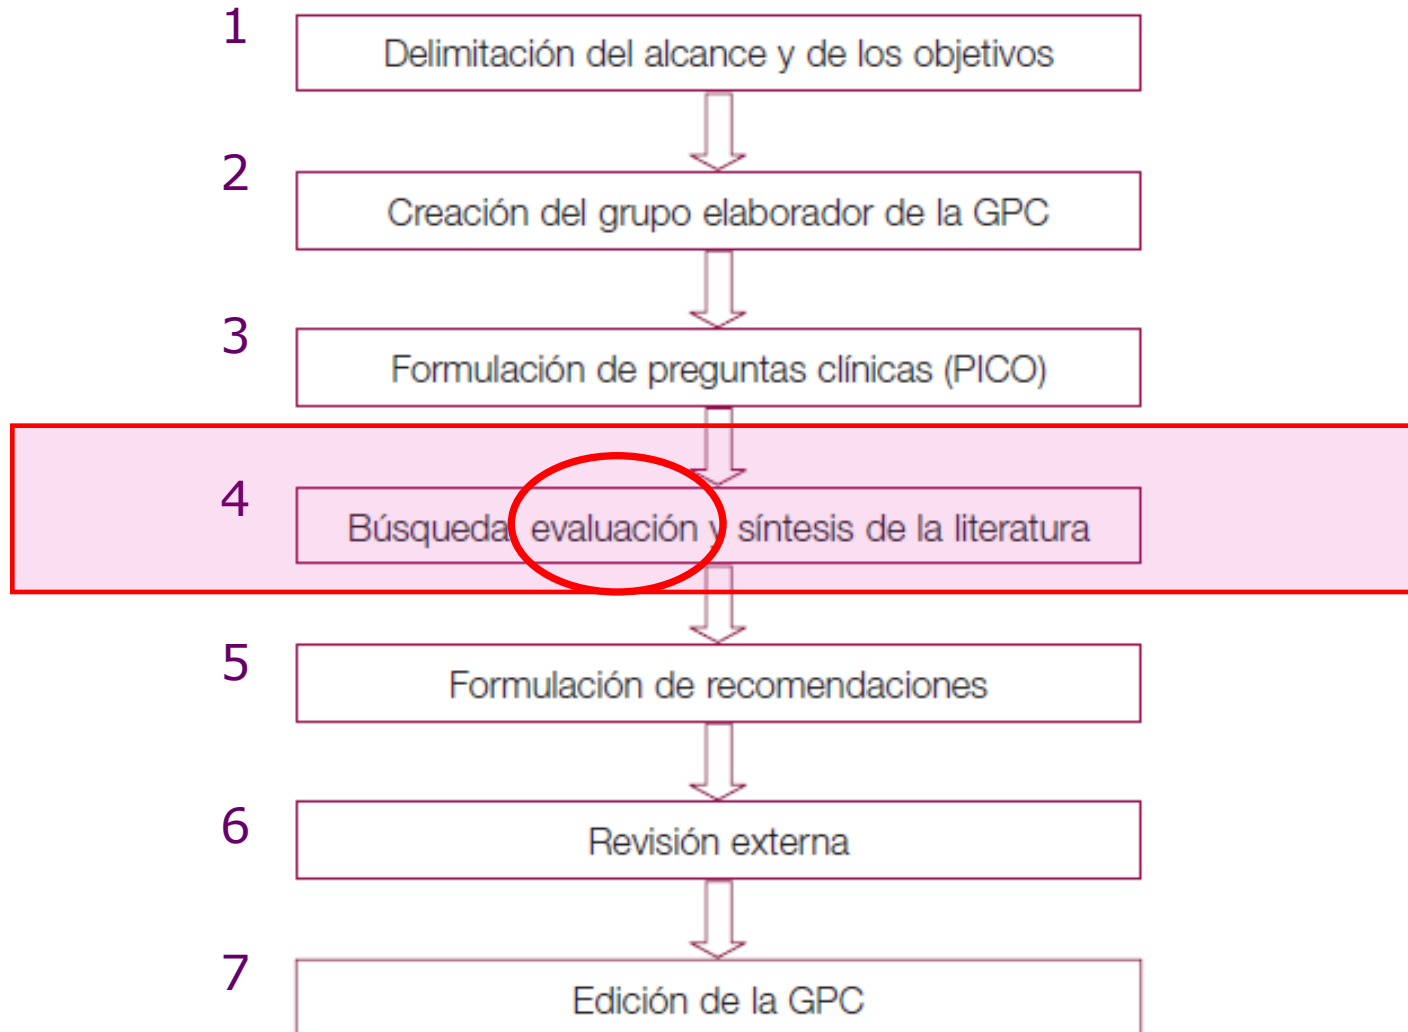 1
Delimitación del alcance y de los objetivos
2
Creación del grupo elaborador de la GPC
3
Formulación de preguntas clínicas (PICO)
4
Búsqueda evaluación y síntesis de la literatura
5
Formulación de recomendaciones
6
Revisión externa
7
Edición de la GPC